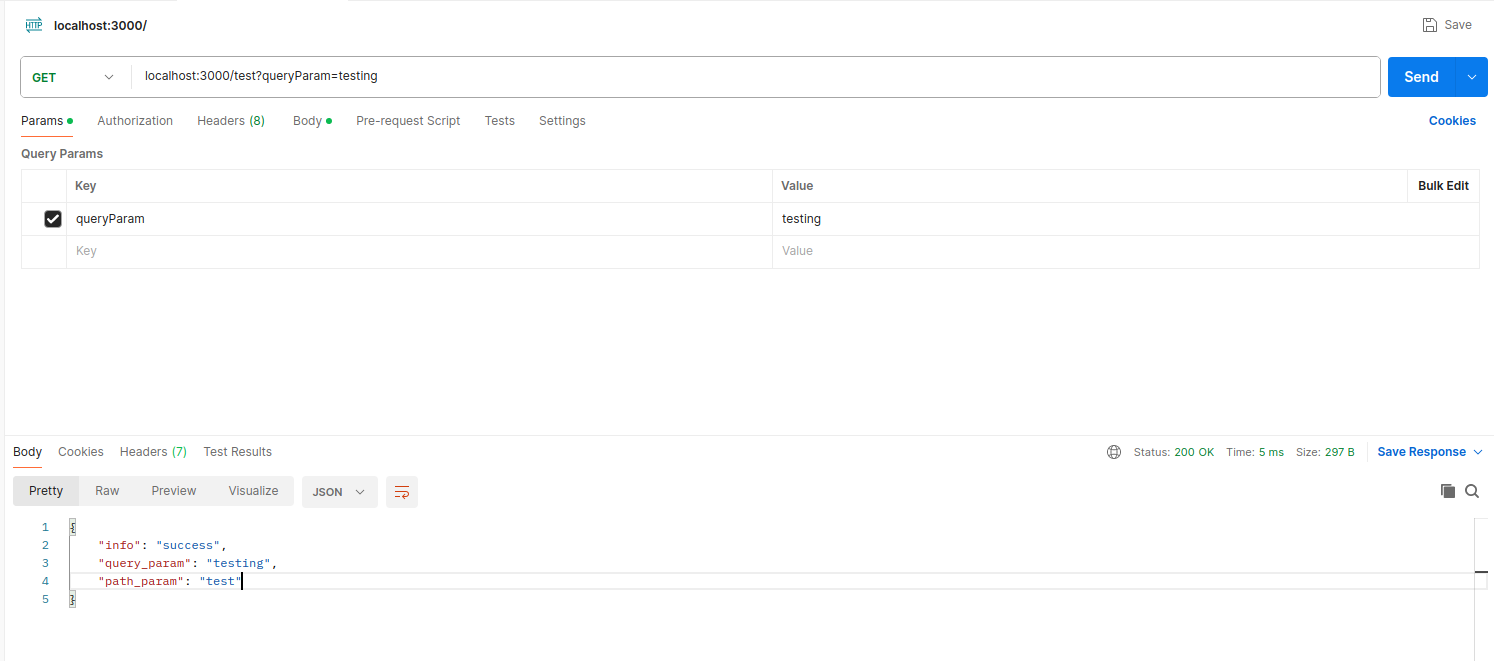 HTTP localhost:3000/ Save
GET localhost:3000/test?queryParam=testing Send
Params Authorization Headers (8) Body Pre-request Script Tests Settings Cookies
Query Params
Key Value Bulk Edit
queryParam testing
Key Value
Body Cookies Headers (7) Test Results Status: 200 OK Time: 5 ms Size: 297 B Save Response
Pretty Raw Preview Visualize JSON
1 {
2 "info": "success",
3 "query_param": "testing",
4 "path_param": "test"
5 }